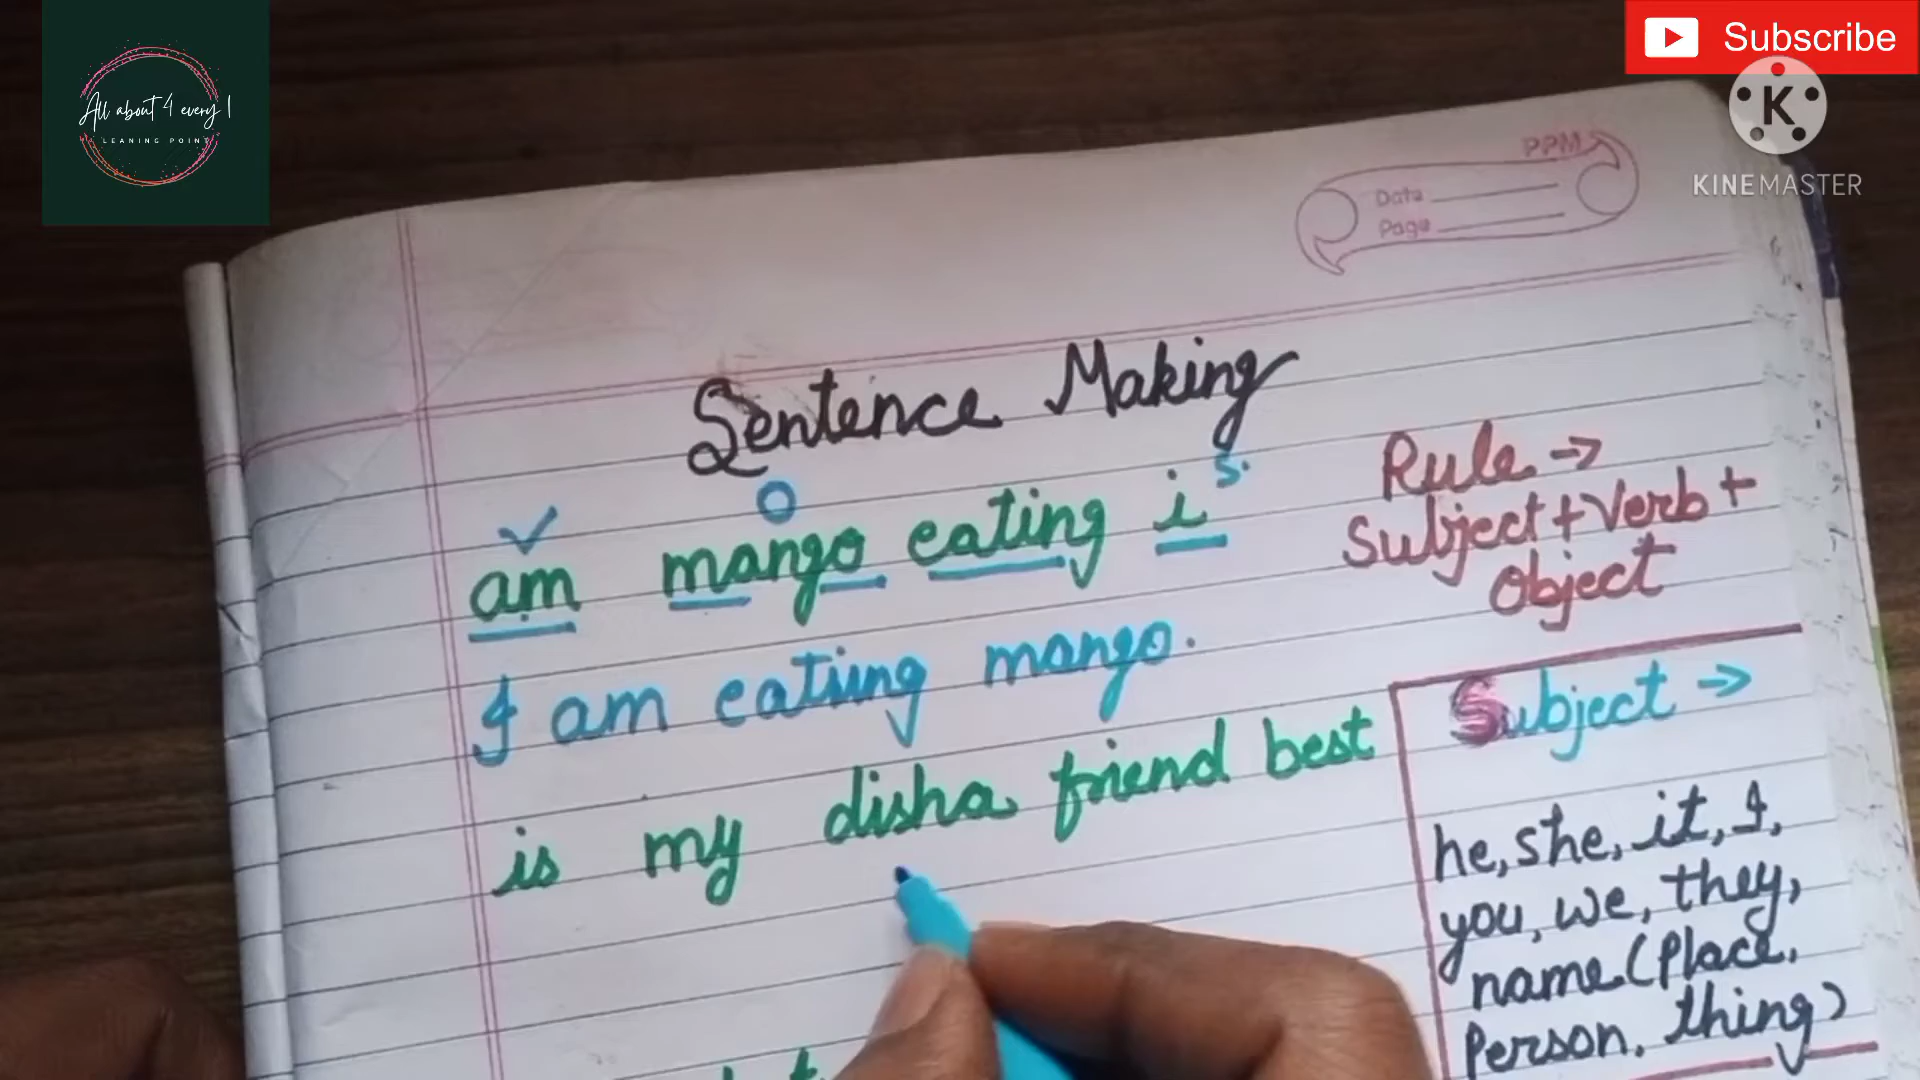 All about 4 every 1
LEANING POINT
Subscribe
K
KINEMASTER
PPM
Date
Page
Sentence Making
O s.
am mango eating i
I am eating mango.
is my disha friend best
Rule →
Subject + Verb +
Object
Subject →
he, she, it, I,
you, we, they,
name (Place,
Person, thing)